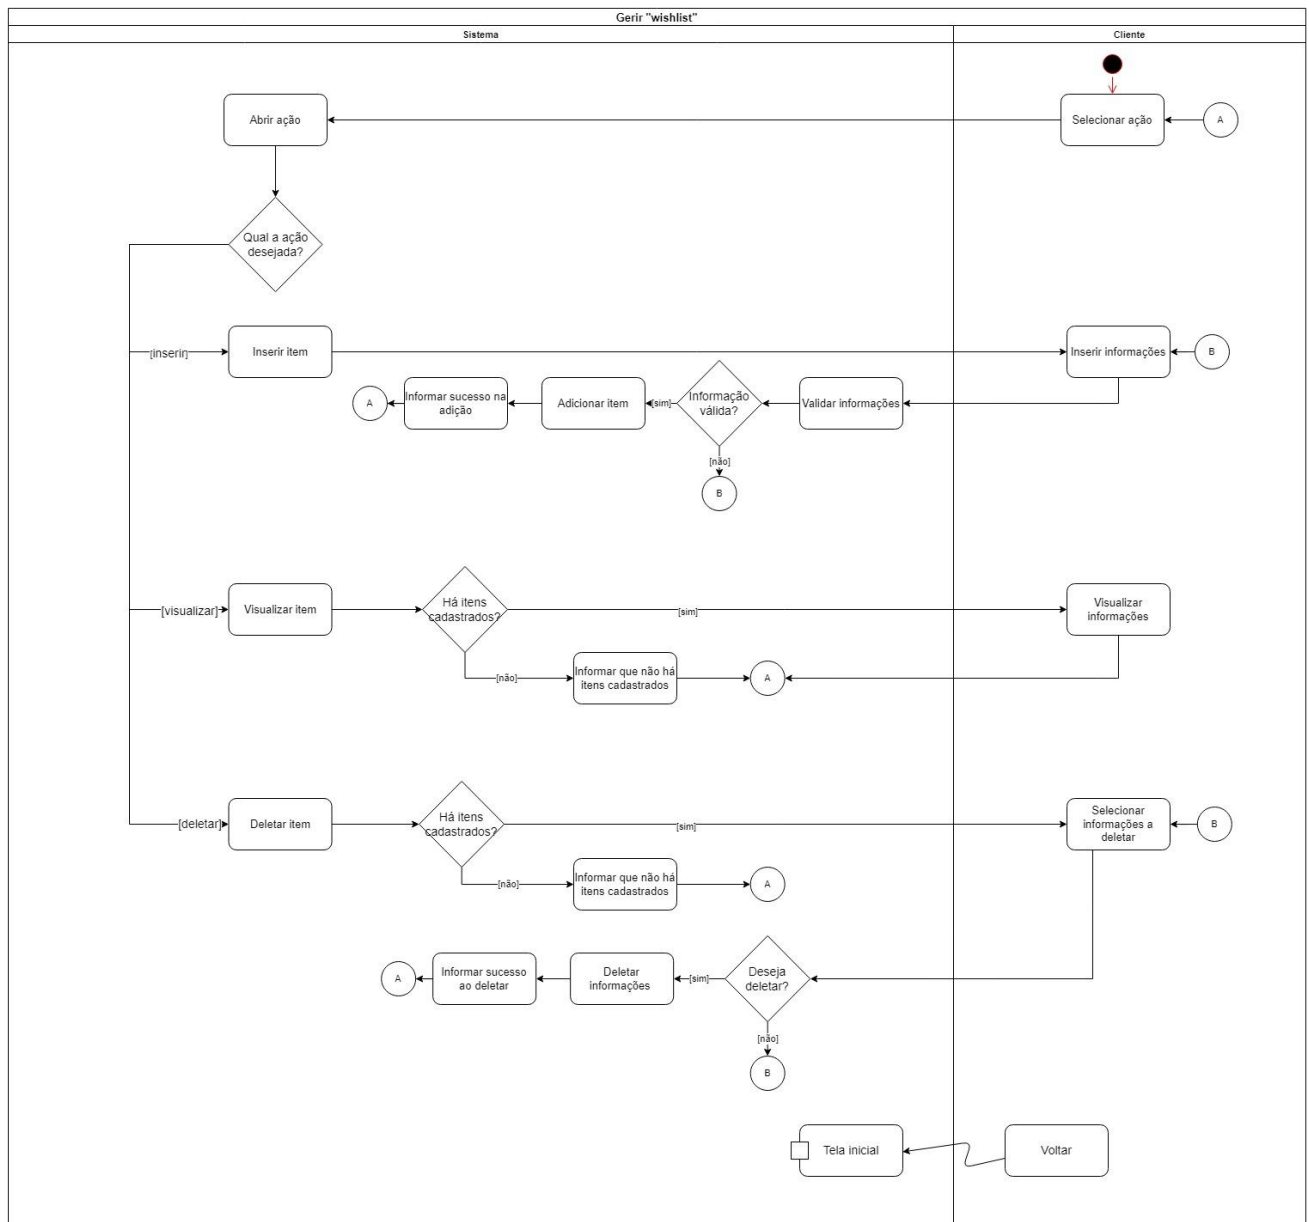 Gerir "wishlist"
Sistema
Cliente
Abrir ação
Selecionar ação
A
Qual a ação
desejada?
[inserir]
Inserir item
Inserir informações
B
A
Informar sucesso na
adição
Adicionar item
[sim]
Informação
válida?
Validar informações
[não]
B
[visualizar]
Visualizar item
Há itens
cadastrados?
[sim]
Visualizar
informações
[não]
Informar que não há
itens cadastrados
A
[deletar]
Deletar item
Há itens
cadastrados?
[sim]
Selecionar
informações a
deletar
B
[não]
Informar que não há
itens cadastrados
A
A
Informar sucesso
ao deletar
Deletar
informações
[sim]
Deseja
deletar?
[não]
B
Tela inicial
Voltar